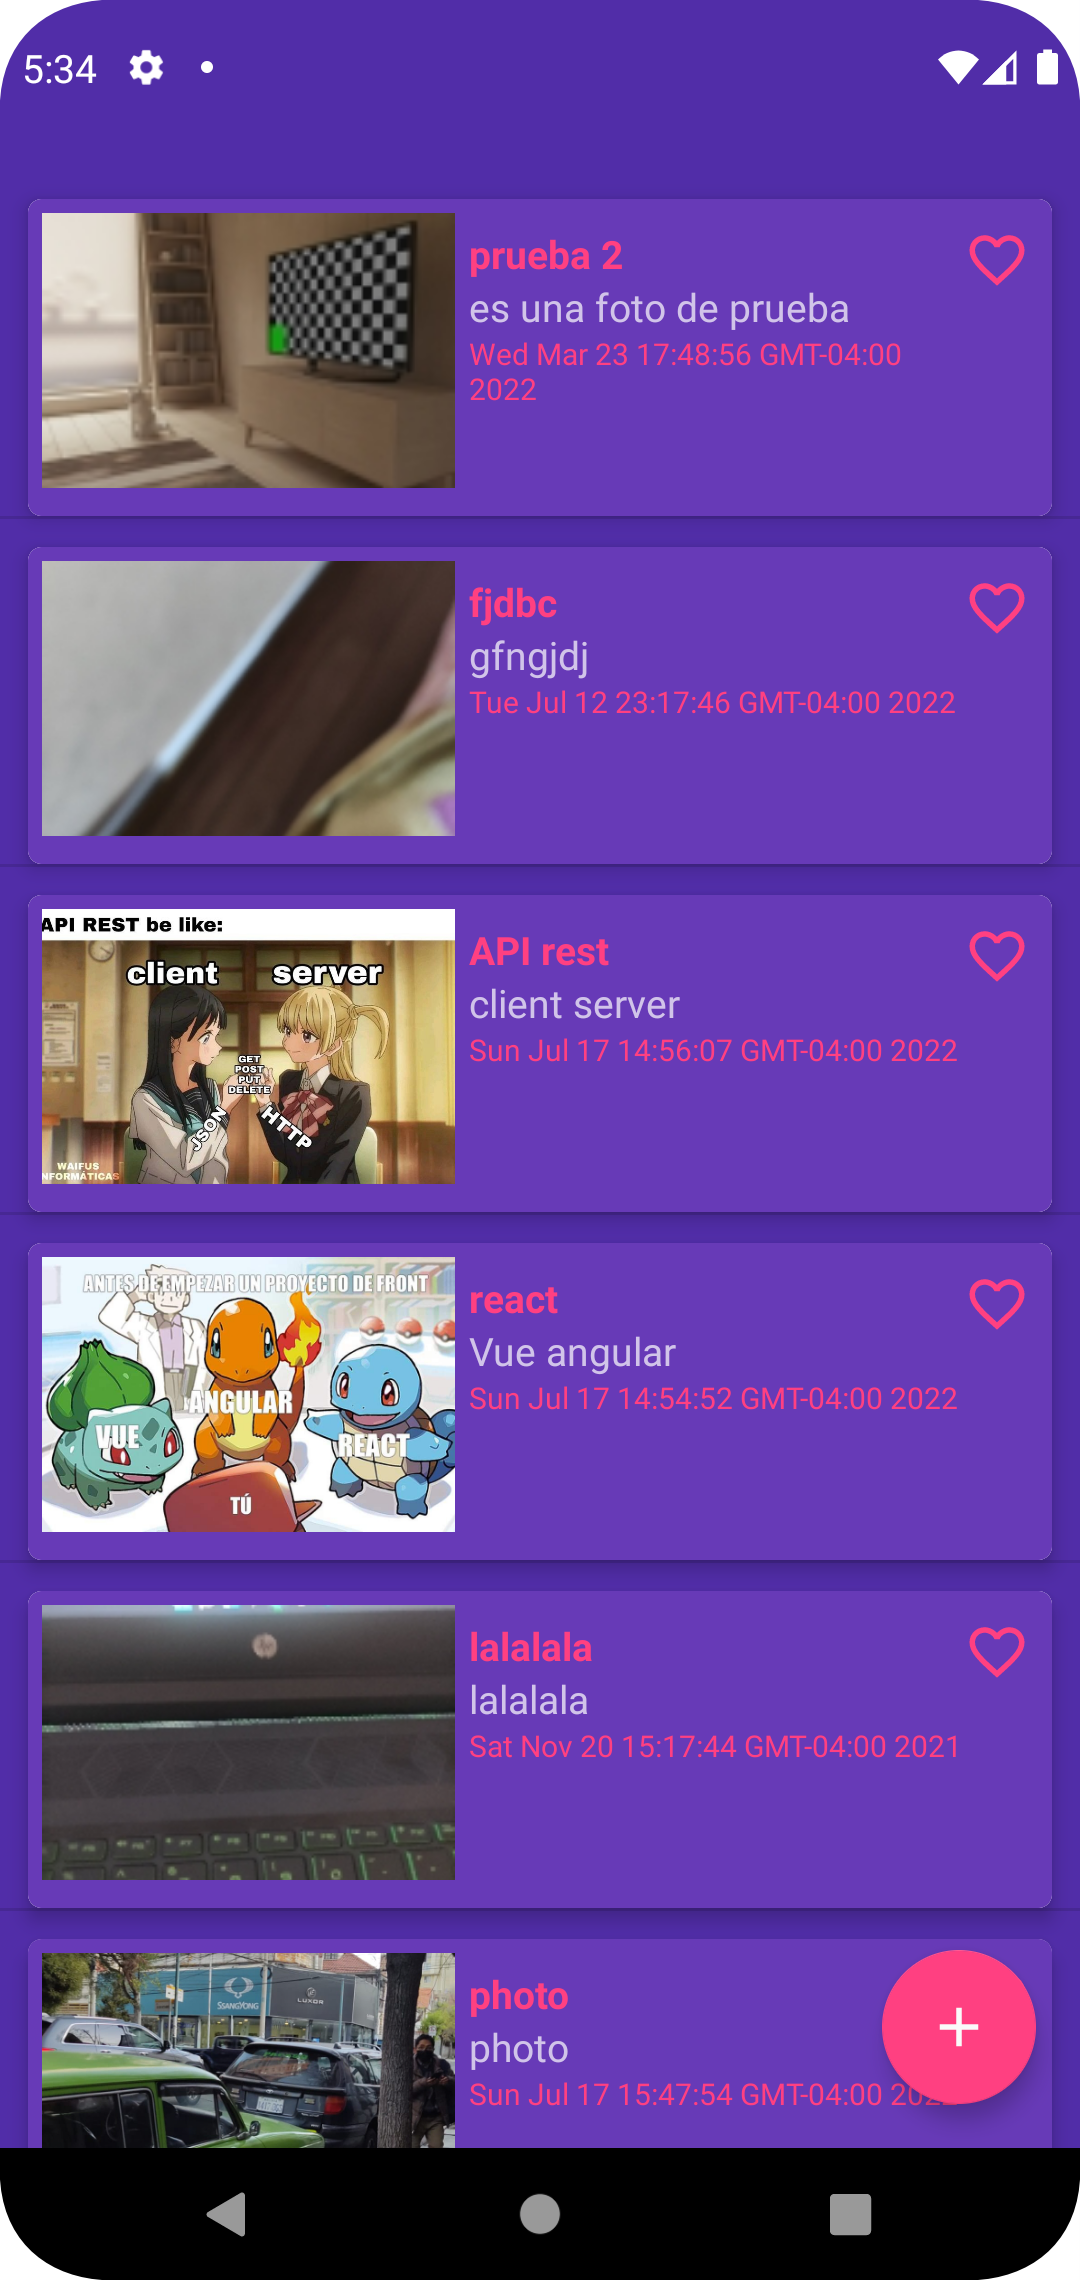 5:34
prueba 2
es una foto de prueba
Wed Mar 23 17:48:56 GMT-04:00
2022
fjdbc
gfngjdj
Tue Jul 12 23:17:46 GMT-04:00 2022
API REST be like:
client server
GET
POST
PUT
DELETE
JSON
HTTP
WAIFUS
NFORMÁTICAS
API rest
client server
Sun Jul 17 14:56:07 GMT-04:00 2022
ANTES DE EMPEZAR UN PROYECTO DE FRONT
ANGULAR
VUE
REACT
TÚ
react
Vue angular
Sun Jul 17 14:54:52 GMT-04:00 2022
lalalala
lalalala
Sat Nov 20 15:17:44 GMT-04:00 2021
SSANGYONG
LUXOR
photo
photo
Sun Jul 17 15:47:54 GMT-04:00